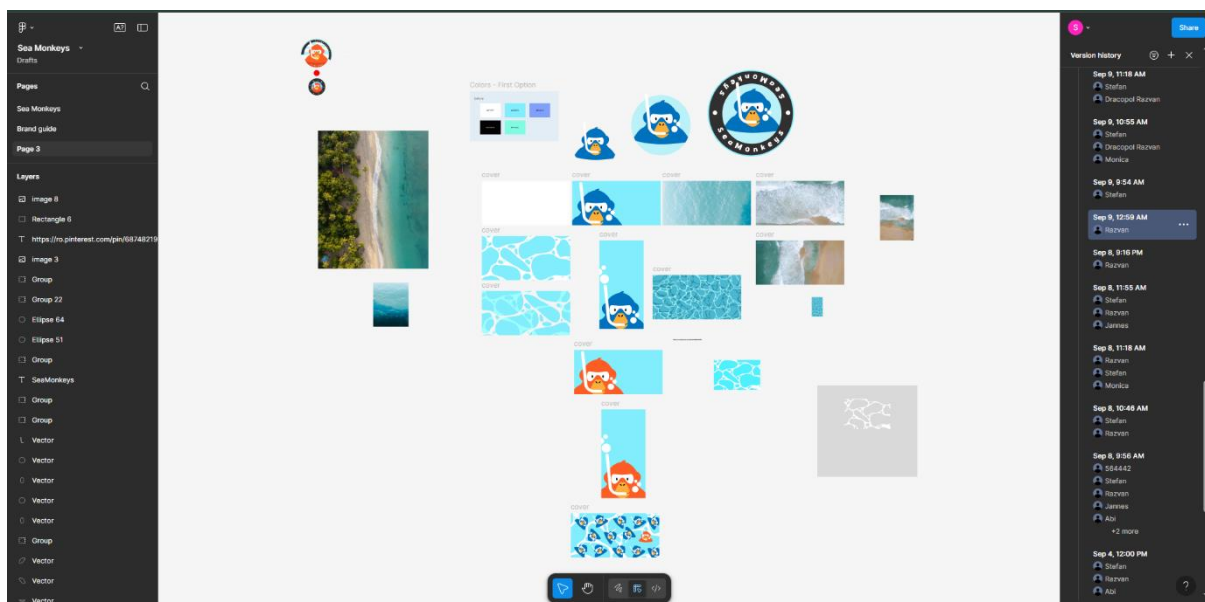 Sea Monkeys
Drafts
Pages
Sea Monkeys
Brand guide
Page 3
Layers
image 8
Rectangle 6
https://ro.pinterest.com/pin/68748219
image 3
Group
Group 22
Ellipse 64
Ellipse 51
Group
SeaMonkeys
Group
Group
Vector
Vector
Vector
Vector
Vector
Group
Vector
Vector
Vector
Colors - First Option
SeaMonkeys
SeaMonkeys
cover
cover
cover
cover
cover
cover
cover
cover
cover
cover
cover
cover
S
Share
Version history
Sep 9, 11:18 AM
Stefan
Dracopol Razvan
Sep 9, 10:55 AM
Stefan
Dracopol Razvan
Monica
Sep 9, 9:54 AM
Stefan
Sep 9, 12:59 AM
Razvan
Sep 8, 9:16 PM
Razvan
Sep 8, 11:55 AM
Stefan
Razvan
Jannes
Sep 8, 11:18 AM
Razvan
Stefan
Monica
Sep 8, 10:46 AM
Stefan
Razvan
Sep 8, 9:56 AM
564442
Stefan
Razvan
Jannes
Abi
+2 more
Sep 4, 12:00 PM
Stefan
Razvan
Abi
?